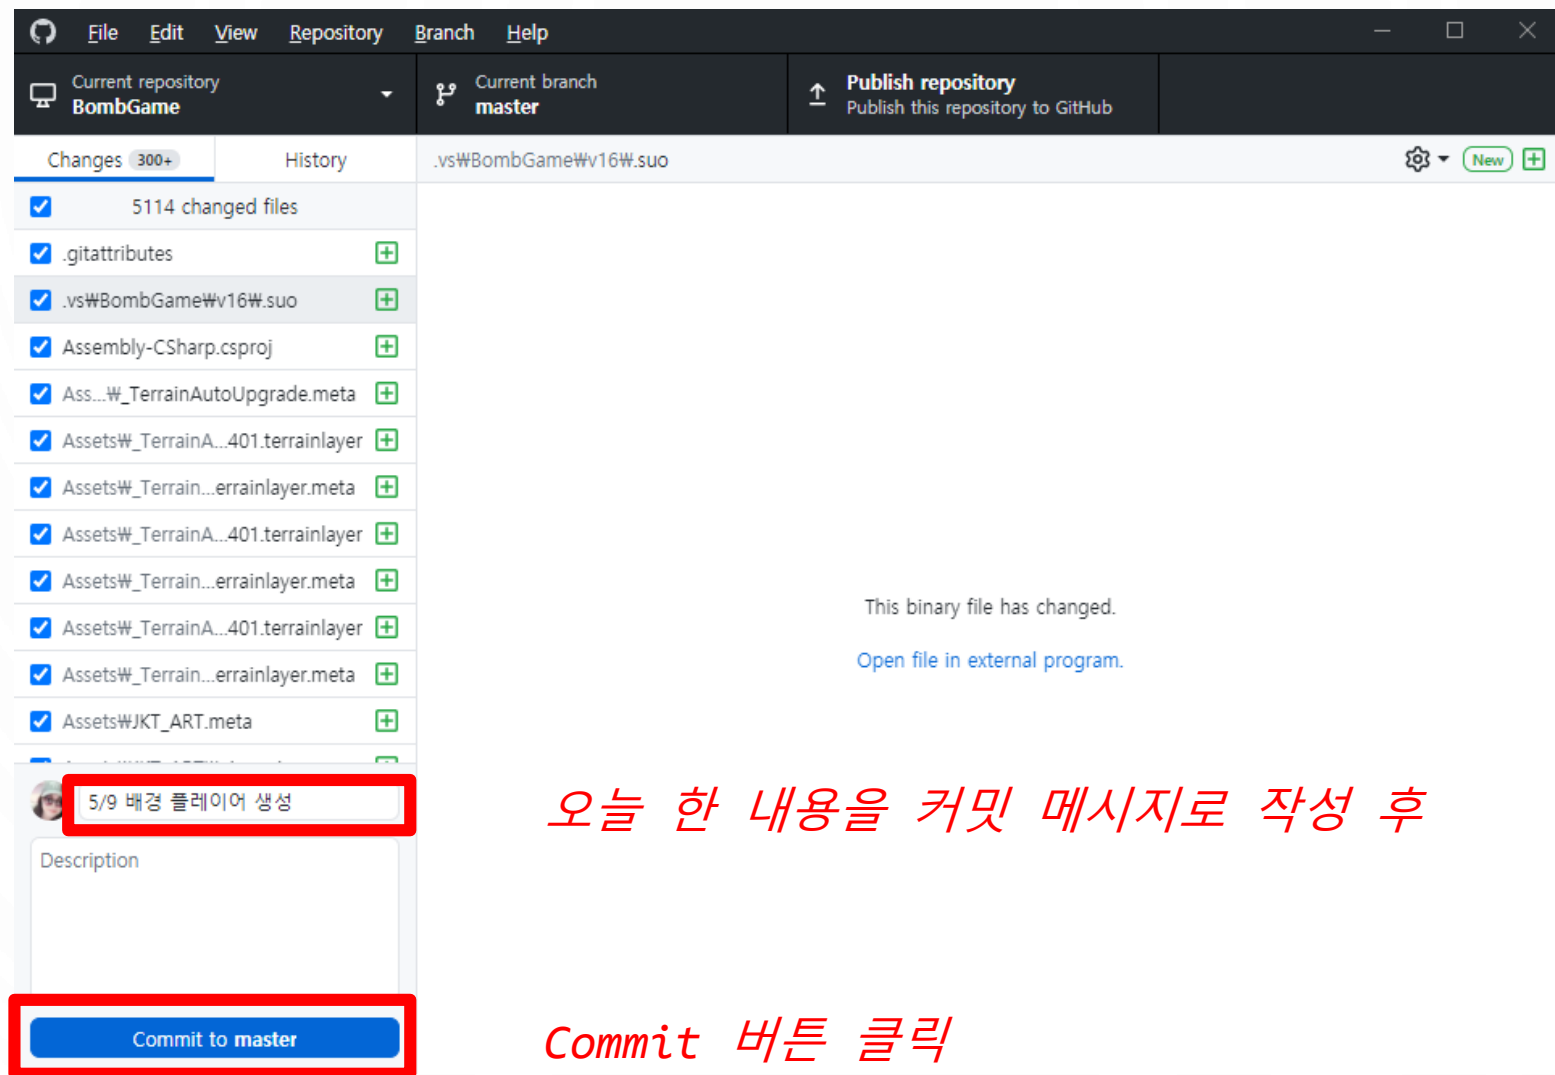 File Edit View Repository Branch Help
Current repository
BombGame
Current branch
master
Publish repository
Publish this repository to GitHub
Changes 300+ History
.vs₩BombGame₩v16₩.suo
New
5114 changed files
.gitattributes
.vs₩BombGame₩v16₩.suo
Assembly-CSharp.csproj
Ass...₩_TerrainAutoUpgrade.meta
Assets₩_TerrainA...401.terrainlayer
Assets₩_Terrain...errainlayer.meta
Assets₩_TerrainA...401.terrainlayer
Assets₩_Terrain...errainlayer.meta
Assets₩_TerrainA...401.terrainlayer
Assets₩_Terrain...errainlayer.meta
Assets₩JKT_ART.meta
This binary file has changed.
Open file in external program.
5/9 배경 플레이어 생성
오늘 한 내용을 커밋 메시지로 작성 후
Description
Commit to master
Commit 버튼 클릭